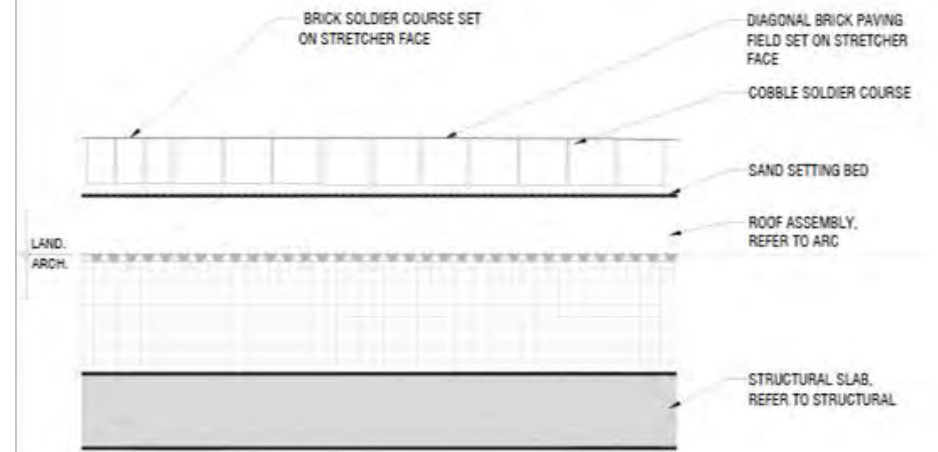 BRICK SOLDIER COURSE SET
ON STRETCHER FACE
DIAGONAL BRICK PAVING
FIELD SET ON STRETCHER
FACE
COBBLE SOLDIER COURSE
SAND SETTING BED
ROOF ASSEMBLY,
REFER TO ARC
LAND.
ARCH.
STRUCTURAL SLAB,
REFER TO STRUCTURAL